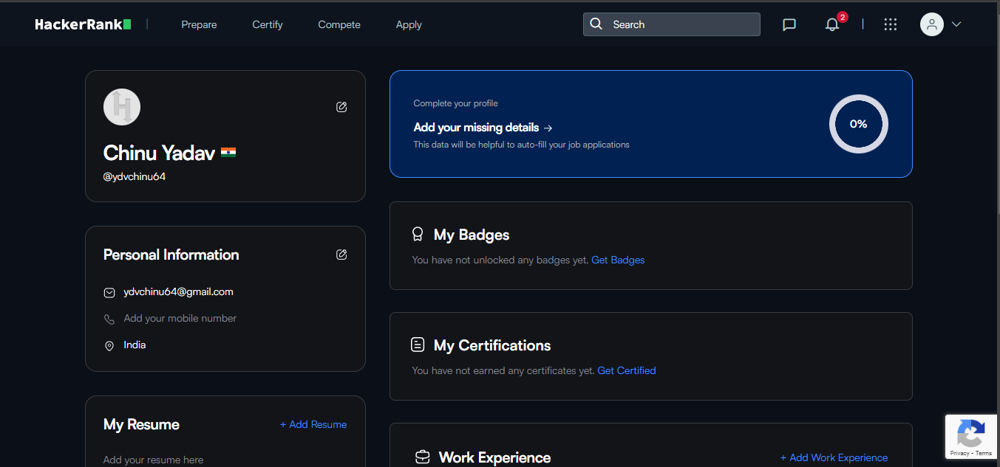 HackerRank
Prepare
Certify
Compete
Apply
Search
2
Chinu Yadav
@ydvchinu64
Personal Information
ydvchinu64@gmail.com
Add your mobile number
India
My Resume
+ Add Resume
Add your resume here
Complete your profile
Add your missing details →
This data will be helpful to auto-fill your job applications
0%
My Badges
You have not unlocked any badges yet. Get Badges
My Certifications
You have not earned any certificates yet. Get Certified
Work Experience
+ Add Work Experience
Privacy - Terms